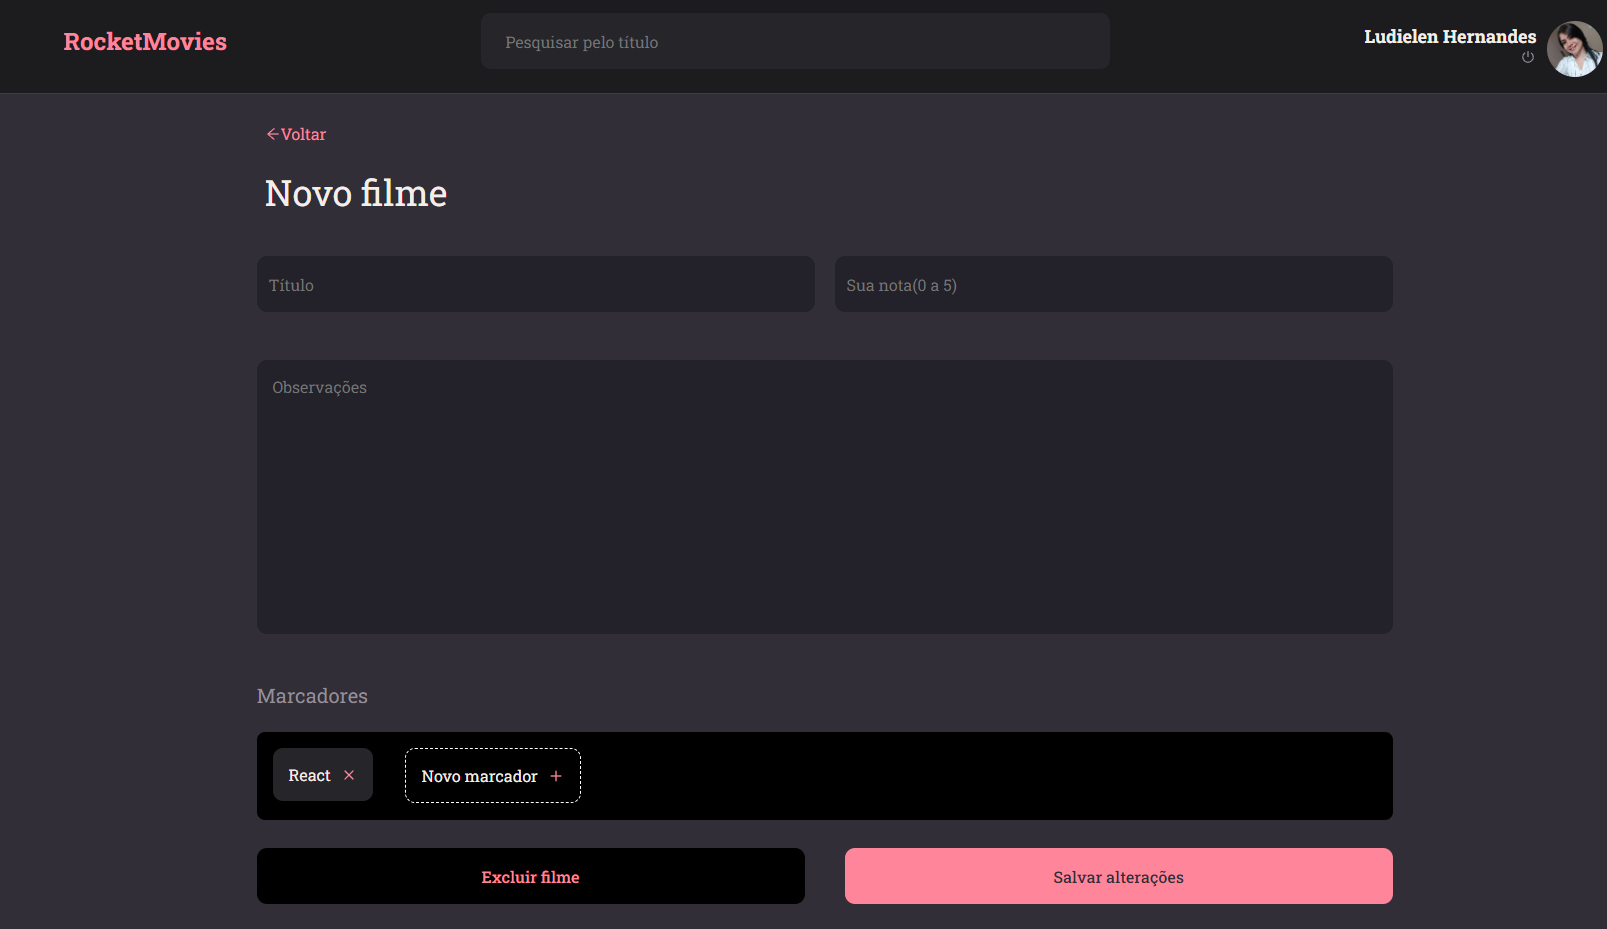 RocketMovies
Pesquisar pelo título
Ludielen Hernandes
Voltar
Novo filme
Título
Sua nota(0 a 5)
Observações
Marcadores
React
Novo marcador
Excluir filme
Salvar alterações